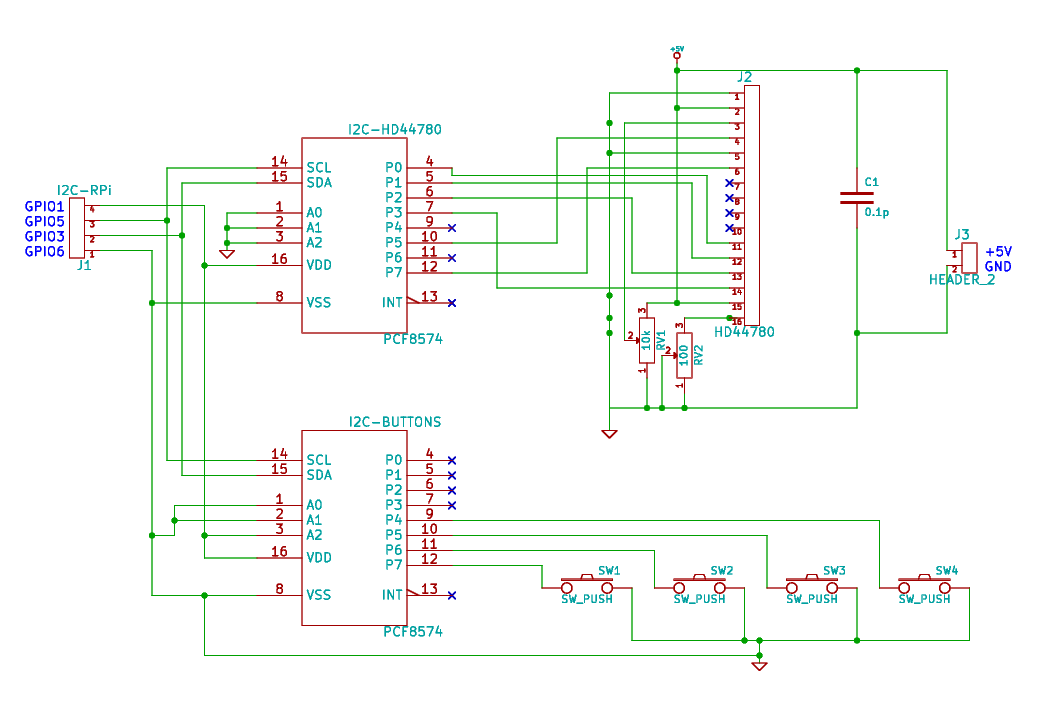 +5V
J2
1
2
3
4
5
6
7
8
9
10
11
12
13
14
15
16
HD44780
I2C-HD44780
14 SCL P0 4
15 SDA P1 5
P2 6
1 A0 P3 7
2 A1 P4 9
3 A2 P5 10
P6 11
16 VDD P7 12
8 VSS INT 13
PCF8574
I2C-RPi
GPIO1 4
GPIO5 3
GPIO3 2
GPIO6 1
J1
C1
0.1p
J3
1 +5V
2 GND
HEADER_2
3
2
10k
RV1
1
3
2
100
RV2
1
I2C-BUTTONS
14 SCL P0 4
15 SDA P1 5
P2 6
1 A0 P3 7
2 A1 P4 9
3 A2 P5 10
P6 11
16 VDD P7 12
8 VSS INT 13
PCF8574
SW1
SW_PUSH
SW2
SW_PUSH
SW3
SW_PUSH
SW4
SW_PUSH